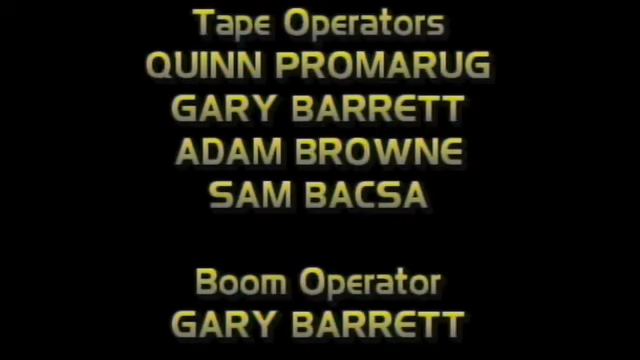 Tape Operators
QUINN PROMARUG
GARY BARRETT
ADAM BROWNE
SAM BACSA
Boom Operator
GARY BARRETT